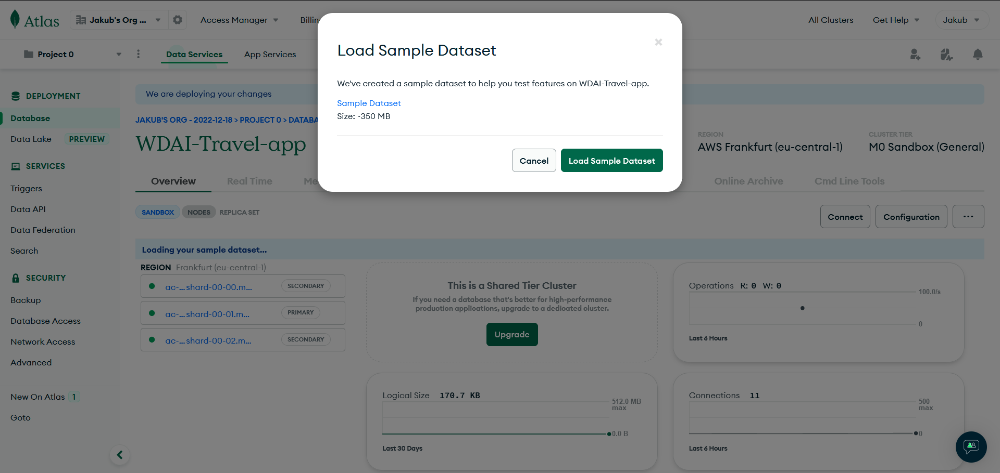 Atlas
Jakub's Org ...
Access Manager
Billin
All Clusters
Get Help
Jakub
Project 0
Data Services
App Services
Load Sample Dataset
We've created a sample dataset to help you test features on WDAI-Travel-app.
Sample Dataset
Size: ~350 MB
Cancel
Load Sample Dataset
DEPLOYMENT
Database
Data Lake
PREVIEW
SERVICES
Triggers
Data API
Data Federation
Search
SECURITY
Backup
Database Access
Network Access
Advanced
New On Atlas 1
Goto
We are deploying your changes
JAKUB'S ORG - 2022-12-18 > PROJECT 0 > DATABA
WDAI-Travel-app
REGION
AWS Frankfurt (eu-central-1)
CLUSTER TIER
M0 Sandbox (General)
Overview
Real Time
Me
Online Archive
Cmd Line Tools
SANDBOX
NODES
REPLICA SET
Connect
Configuration
...
Loading your sample dataset...
REGION Frankfurt (eu-central-1)
ac-...shard-00-00.m...
SECONDARY
ac-...shard-00-01.m...
PRIMARY
ac-...shard-00-02.m...
SECONDARY
This is a Shared Tier Cluster
If you need a database that's better for high-performance
production applications, upgrade to a dedicated cluster.
Upgrade
Operations R: 0 W: 0
100.0/s
0
Last 6 Hours
Logical Size 170.7 KB
512.0 MB
max
0.0 B
Last 30 Days
Connections 11
500
max
0
Last 6 Hours